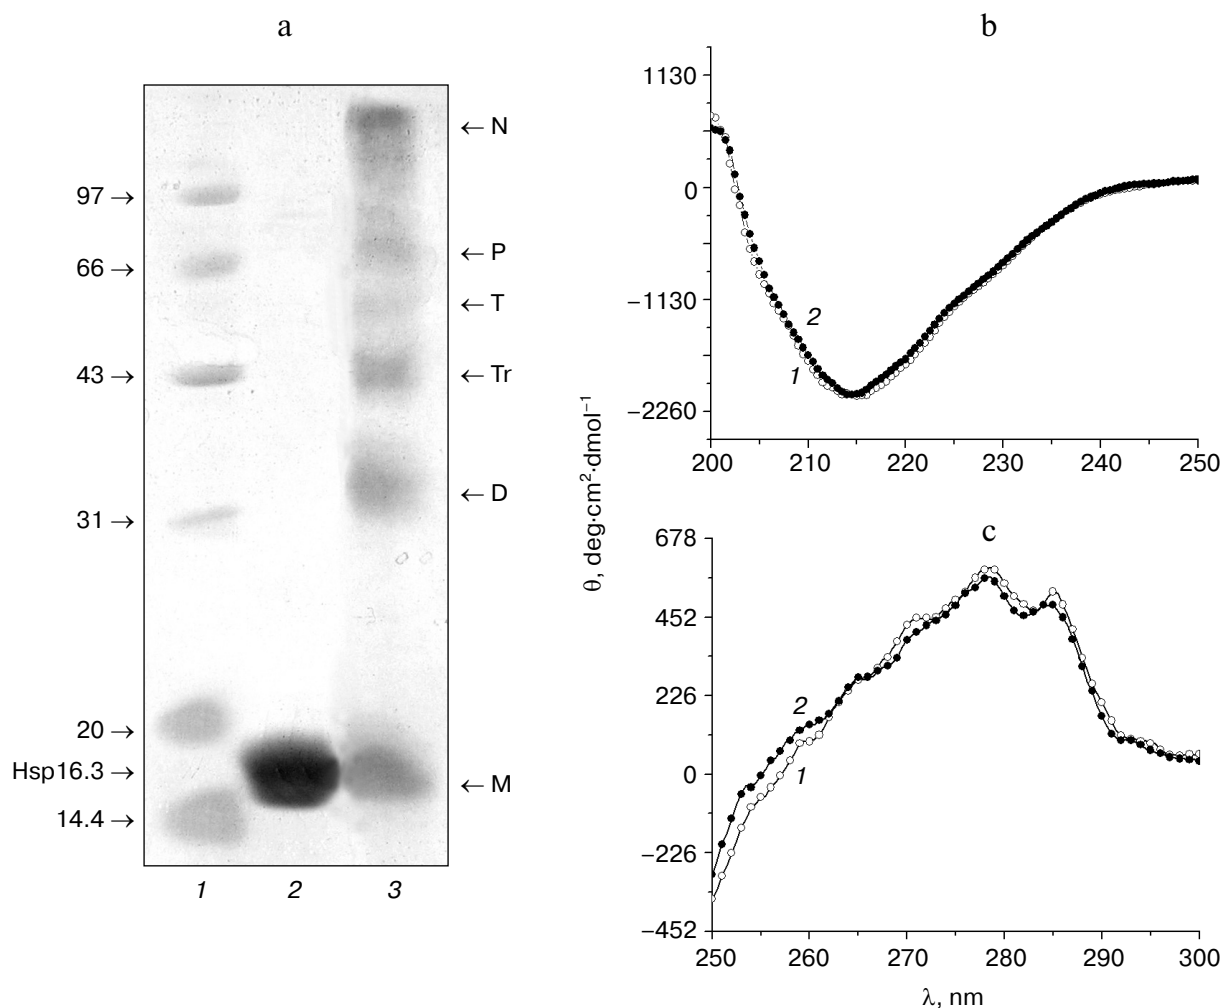 a
97 →
66 →
43 →
31 →
20 →
Hsp16.3 →
14.4 →
← N
← P
← T
← Tr
← D
← M
1 2 3
b
1130
0
−1130
−2260
2
1
200 210 220 230 240 250
θ, deg·cm²·dmol⁻¹
c
678
452
226
0
−226
−452
2
1
250 260 270 280 290 300
λ, nm